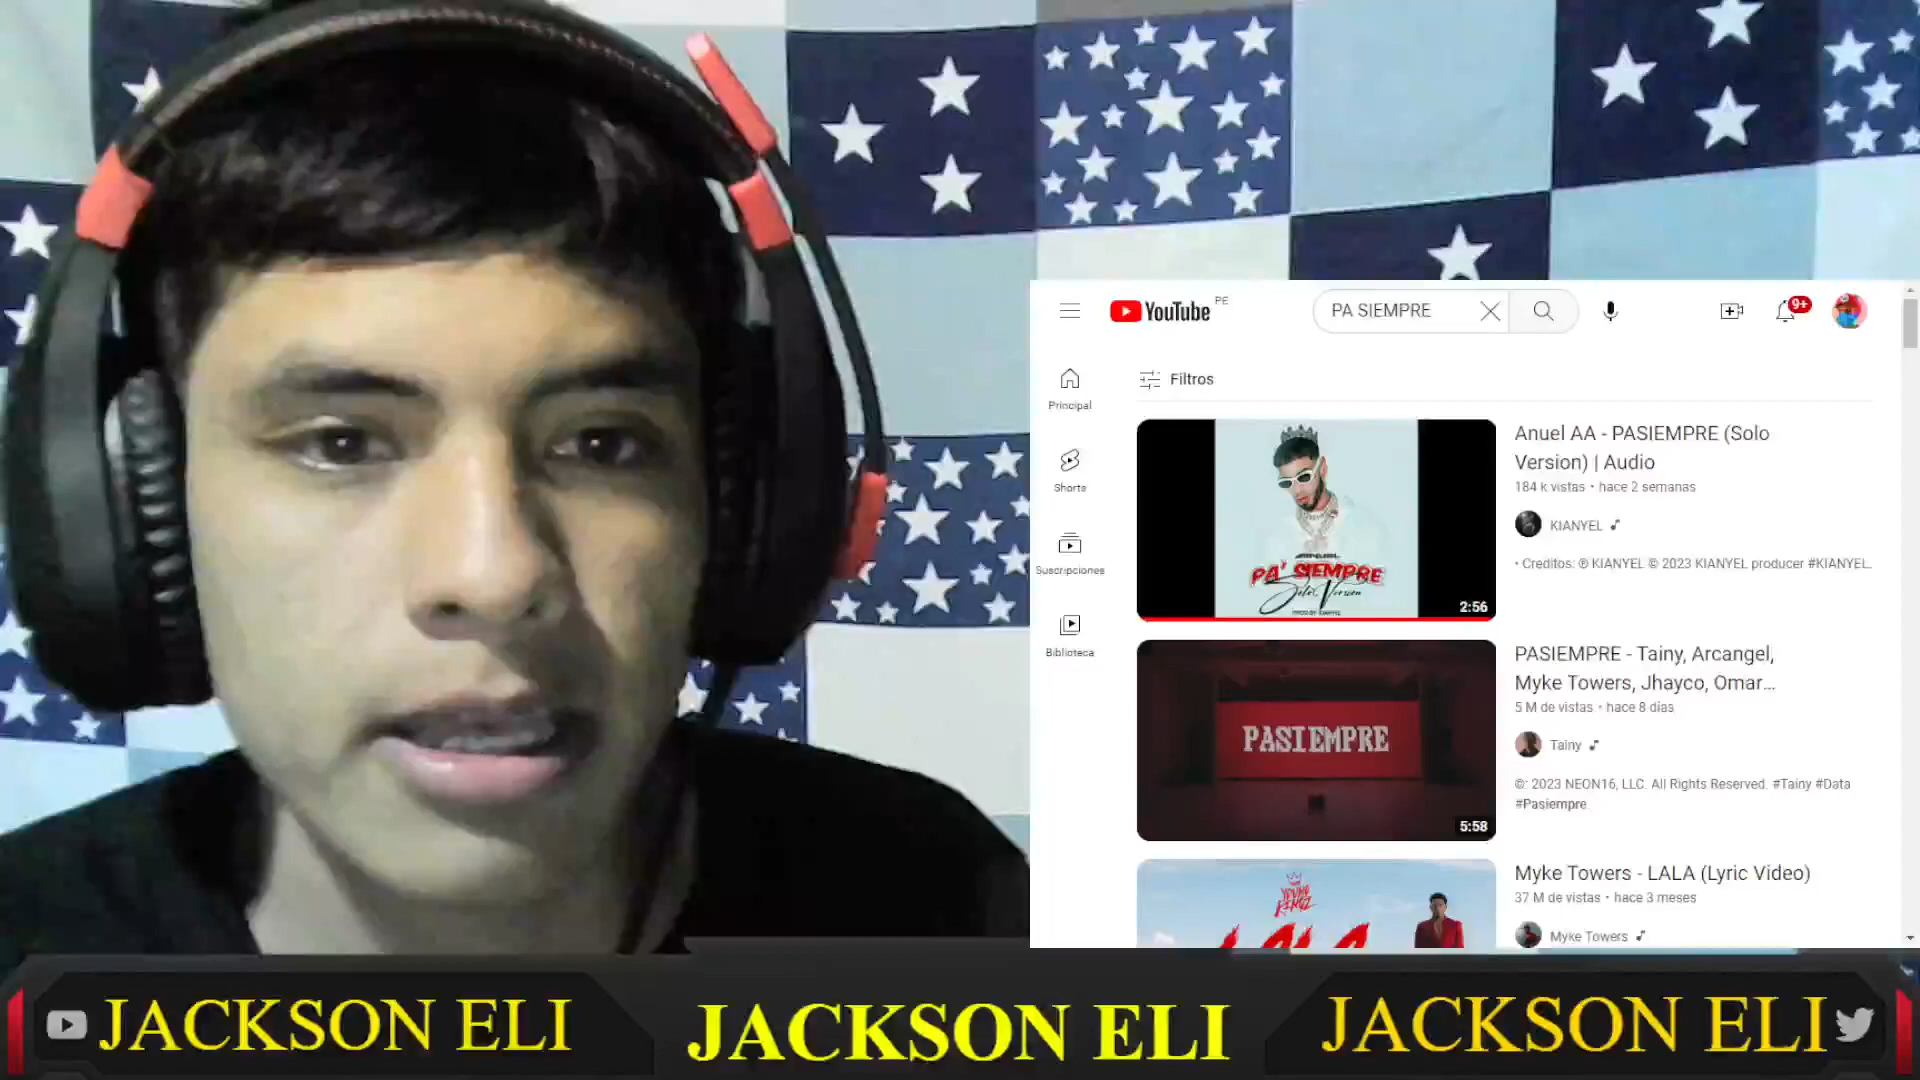 YouTube PE
PA SIEMPRE
9+
Principal
Shorts
Suscripciones
Biblioteca
Filtros
PA' SIEMPRE
Solo Version
2:56
Anuel AA - PASIEMPRE (Solo
Version) | Audio
184 k vistas • hace 2 semanas
KIANYEL
• Creditos: ℗ KIANYEL © 2023 KIANYEL producer #KIANYEL..
PASIEMPRE
5:58
PASIEMPRE - Tainy, Arcangel,
Myke Towers, Jhayco, Omar...
5 M de vistas • hace 8 días
Tainy
©: 2023 NEON16, LLC. All Rights Reserved. #Tainy #Data
#Pasiempre
YOUNG
KINGZ
LALA
Myke Towers - LALA (Lyric Video)
37 M de vistas • hace 3 meses
Myke Towers
JACKSON ELI
JACKSON ELI
JACKSON ELI